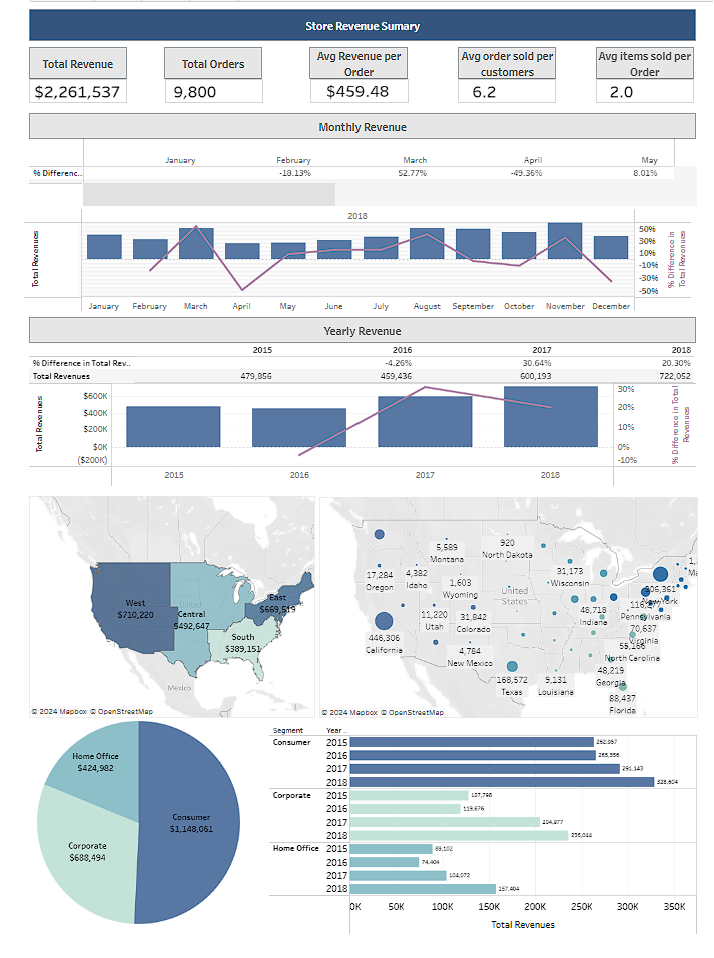 Store Revenue Sumary
Total Revenue
$2,261,537
Total Orders
9,800
Avg Revenue per
Order
$459.48
Avg order sold per
customers
6.2
Avg items sold per
Order
2.0
Monthly Revenue
January February March April May
% Differenc.. -18.13% 52.77% -49.36% 8.01%
2018
Total Revenues
50%
30%
10%
-10%
-30%
-50%
% Difference in
Total Revenues
January February March April May June July August September October November December
Yearly Revenue
2015 2016 2017 2018
% Difference in Total Rev.. -4.26% 30.64% 20.30%
Total Revenues 479,856 459,436 600,193 722,052
Total Revenues
$600K
$400K
$200K
$0K
($200K)
30%
20%
10%
0%
-10%
% Difference in Total
Revenues
2015 2016 2017 2018
West
$710,220
Central
$492,647
East
$669,519
South
$389,151
United
Mexico
© 2024 Mapbox © OpenStreetMap
5,589
Montana
920
North Dakota
17,284
Oregon
4,382
Idaho
1,603
Wyoming
31,173
Wisconsin
United
States
306,361
New York
1,
Ma
11,220
Utah
31,842
Colorado
48,718
Indiana
Pennsylvania
446,306
California
4,784
New Mexico
70,637
Virginia
North Carolina
168,572
Texas
9,131
Louisiana
48,219
Georgia
88,437
Florida
© 2024 Mapbox © OpenStreetMap
Home Office
$424,982
Consumer
$1,148,061
Corporate
$688,494
Segment Year ..
Consumer 2015 262,957
2016 265,356
2017 291,143
2018 328,604
Corporate 2015 127,798
2016 119,676
2017 204,977
2018 236,044
Home Office 2015 89,102
2016 74,404
2017 104,072
2018 157,404
0K 50K 100K 150K 200K 250K 300K 350K
Total Revenues